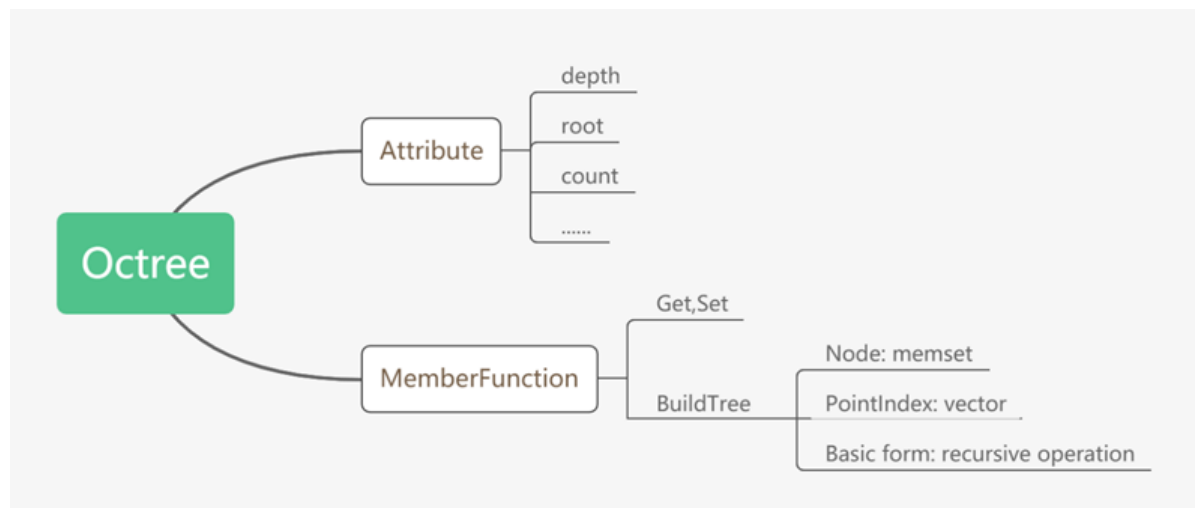 Octree
Attribute
depth
root
count
......
MemberFunction
Get,Set
BuildTree
Node: memset
PointIndex: vector
Basic form: recursive operation